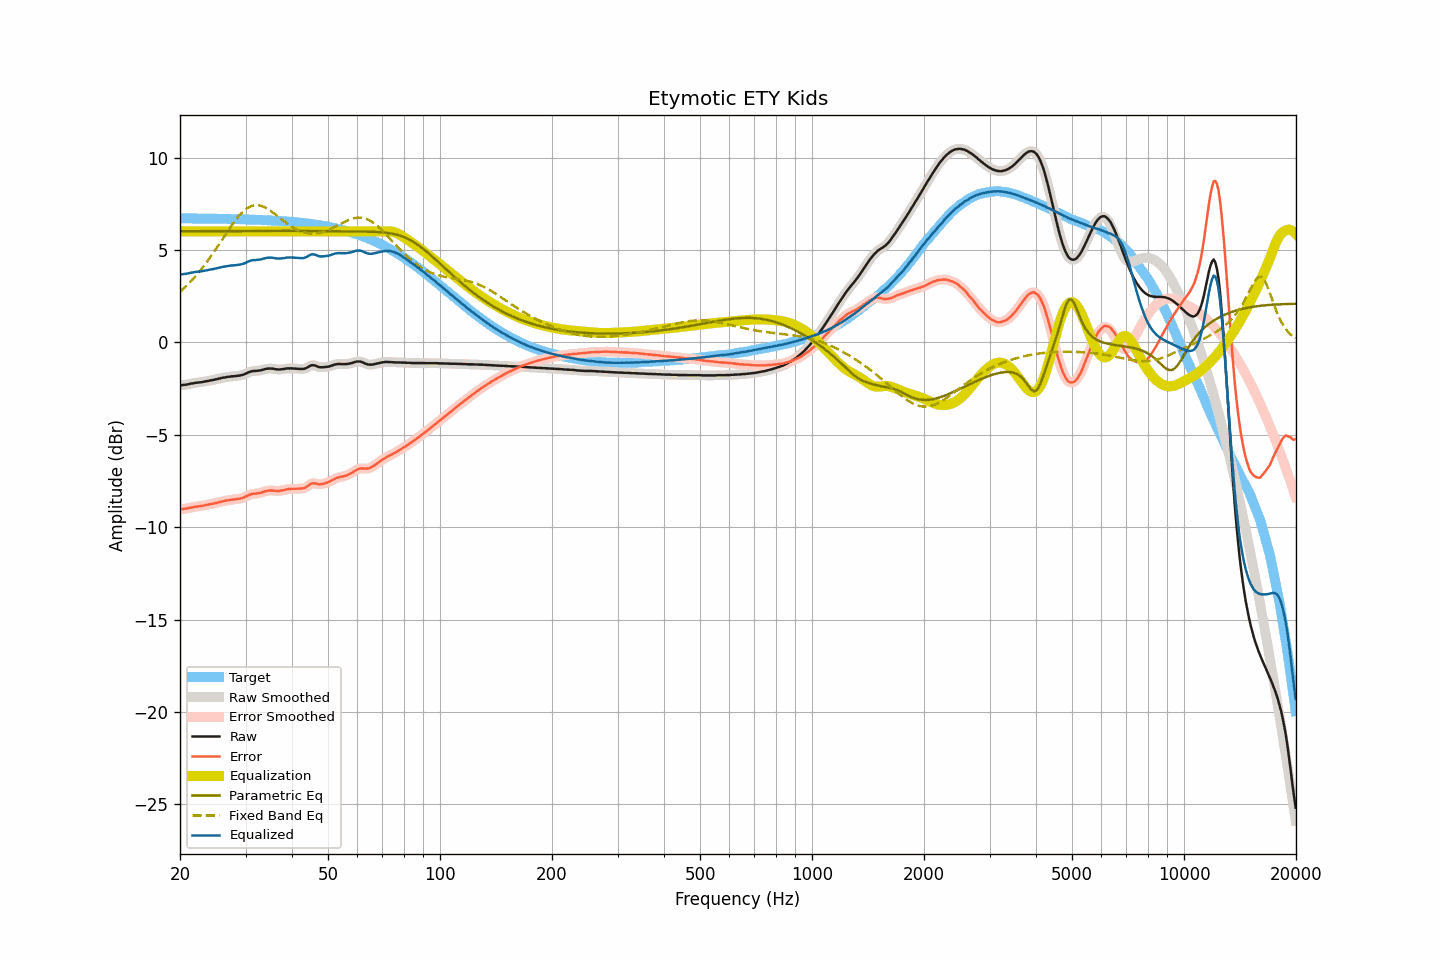 Etymotic ETY Kids
Amplitude (dBr)
10
5
0
−5
−10
−15
−20
−25
Target
Raw Smoothed
Error Smoothed
Raw
Error
Equalization
Parametric Eq
Fixed Band Eq
Equalized
20 50 100 200 500 1000 2000 5000 10000 20000
Frequency (Hz)